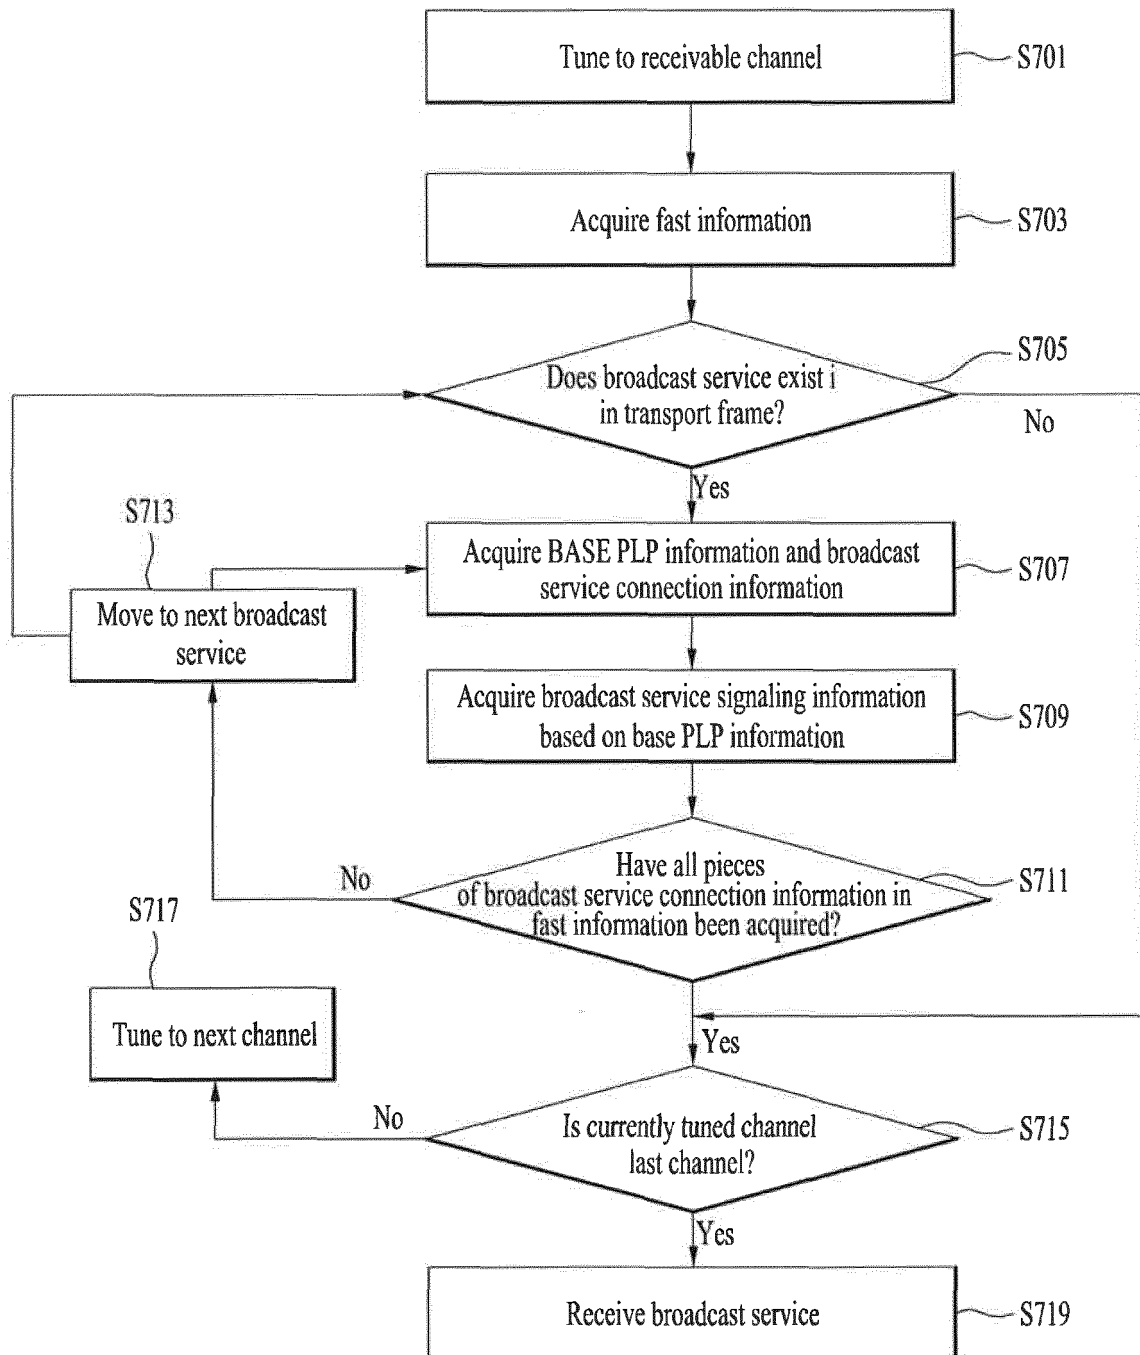 Tune to receivable channel
S701
Acquire fast information
S703
S705
Does broadcast service exist i
in transport frame?
No
Yes
S713
Acquire BASE PLP information and broadcast
service connection information
S707
Move to next broadcast
service
Acquire broadcast service signaling information
based on base PLP information
S709
Have all pieces
of broadcast service connection information in
fast information been acquired?
S711
No
S717
Tune to next channel
Yes
No
Is currently tuned channel
last channel?
S715
Yes
Receive broadcast service
S719